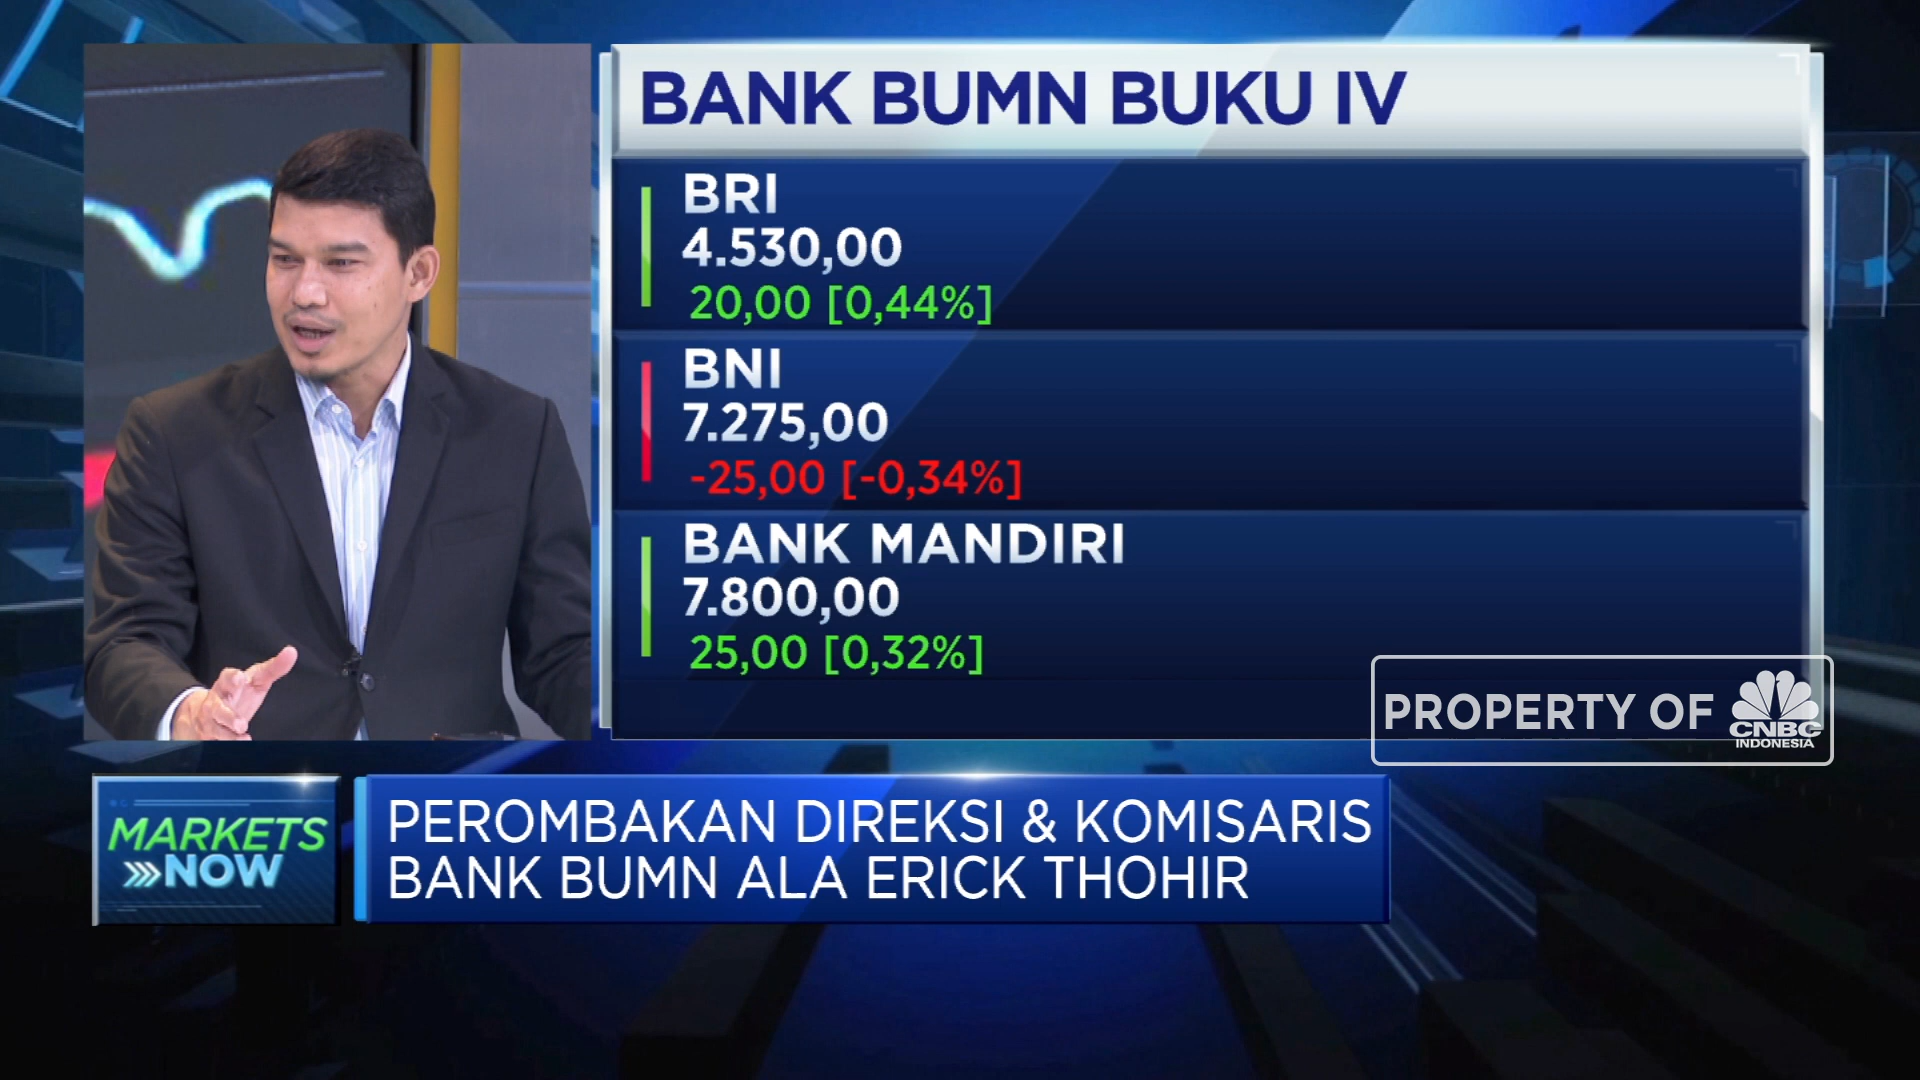 BANK BUMN BUKU IV
BRI
4.530,00
20,00 [0,44%]
BNI
7.275,00
-25,00 [-0,34%]
BANK MANDIRI
7.800,00
25,00 [0,32%]
PROPERTY OF CNBC INDONESIA
MARKETS NOW
PEROMBAKAN DIREKSI & KOMISARIS
BANK BUMN ALA ERICK THOHIR